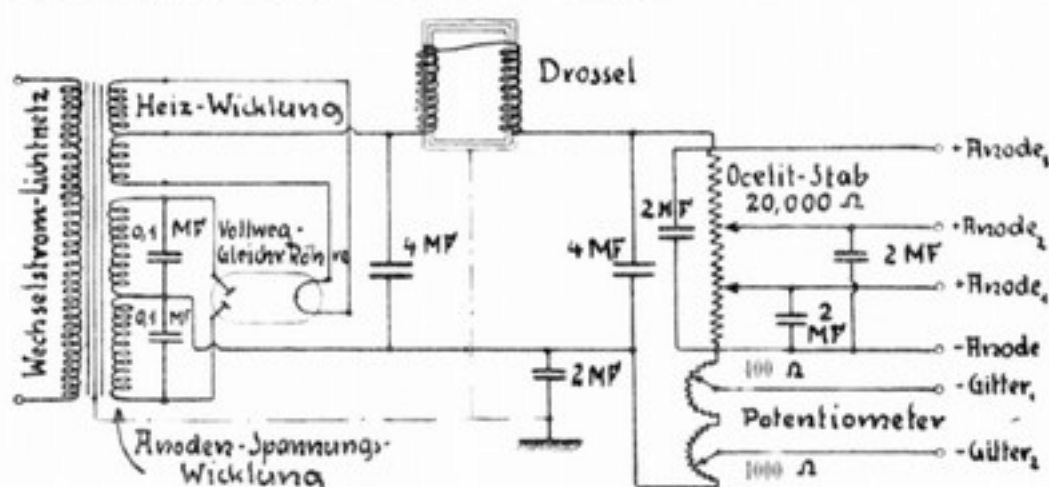 Wechselstrom-Lichtnetz
Heiz-Wicklung
Drossel
0,1 MF
Vollweg-
Gleichr. Röhre
0,1 MF
4 MF
4 MF
2 MF
Ocelit-Stab
20,000 Ω
+Anode₃
+Anode₂
2 MF
+Anode₁
2
MF
-Anode
2 MF
400 Ω
-Gitter₁
Potentiometer
-Gitter₂
1000 Ω
Anoden-Spannungs-
Wicklung